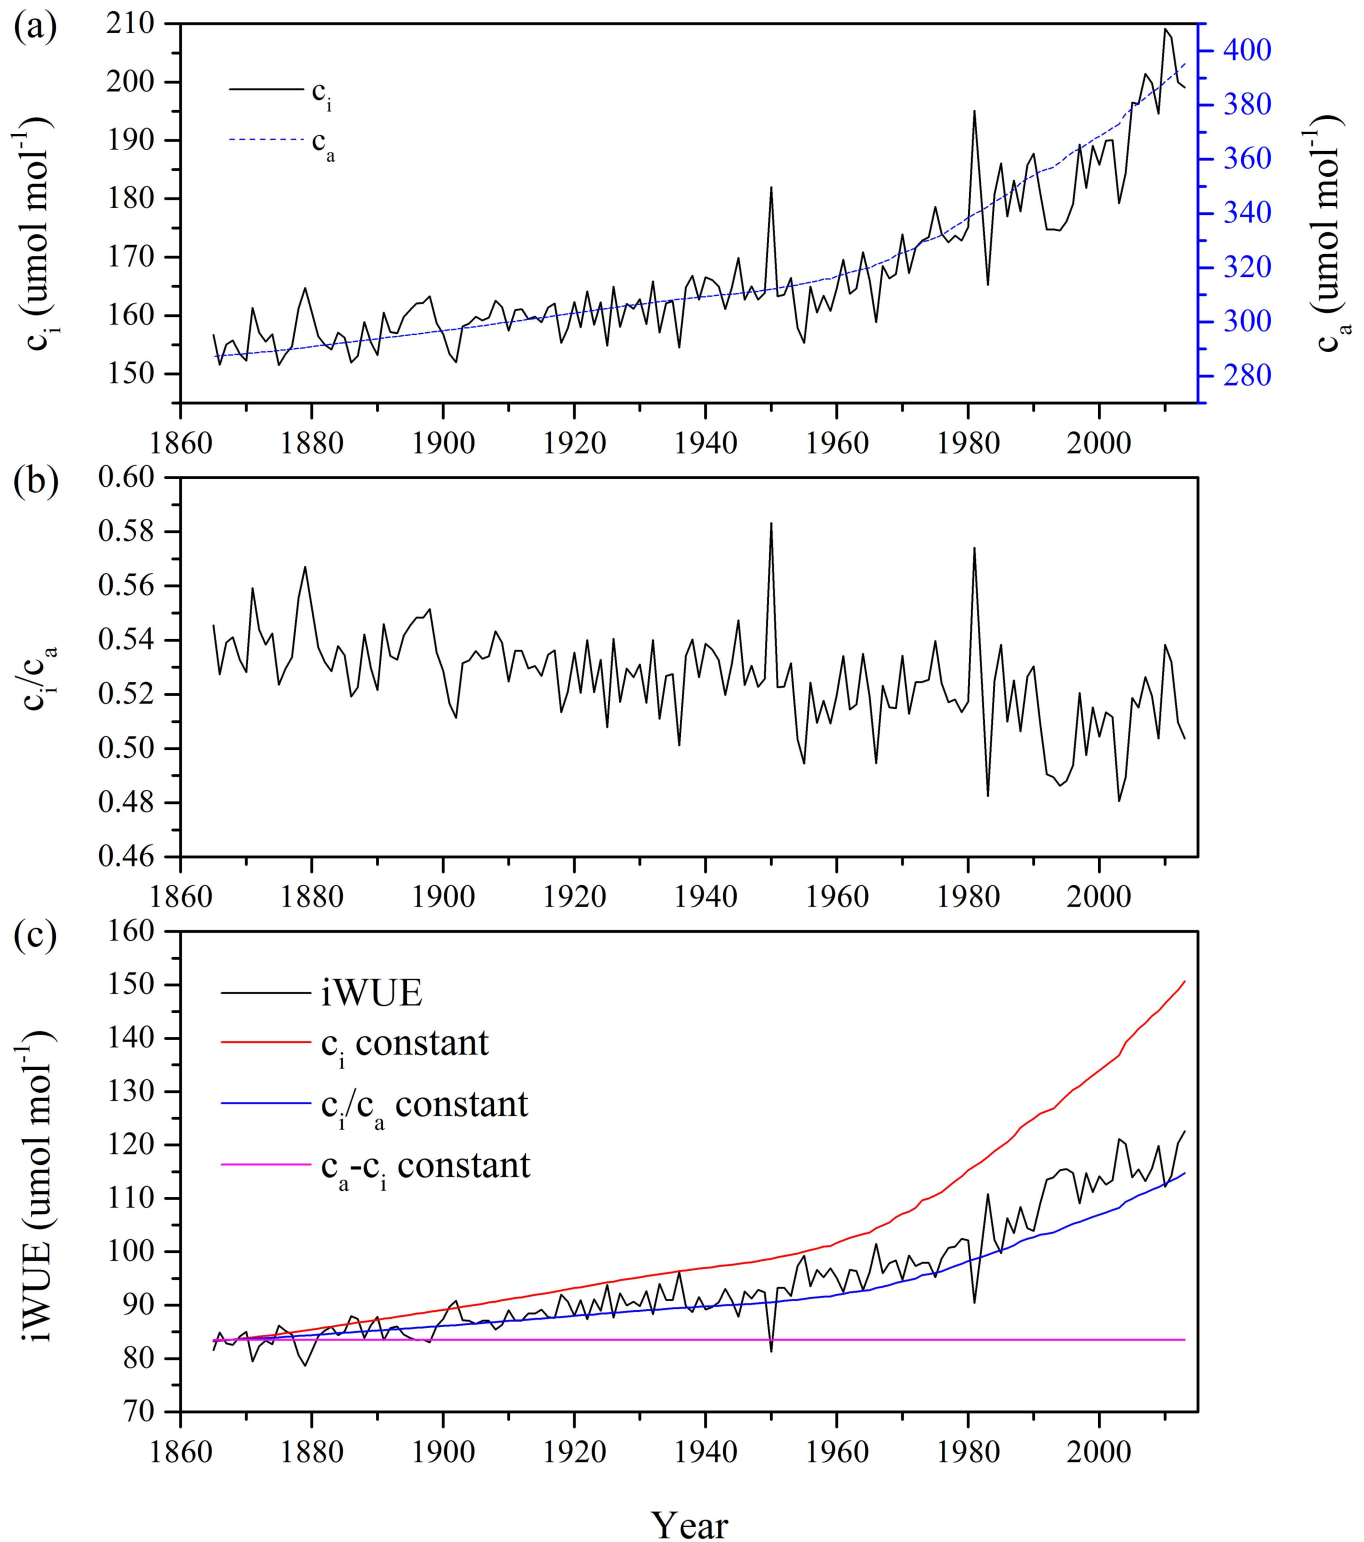 (a)
210
200
190
180
170
160
150
c_i (umol mol^-1)
c_i
c_a
400
380
360
340
320
300
280
c_a (umol mol^-1)
1860 1880 1900 1920 1940 1960 1980 2000
(b)
0.60
0.58
0.56
0.54
0.52
0.50
0.48
0.46
c_i/c_a
1860 1880 1900 1920 1940 1960 1980 2000
(c)
160
150
140
130
120
110
100
90
80
70
iWUE (umol mol^-1)
iWUE
c_i constant
c_i/c_a constant
c_a-c_i constant
1860 1880 1900 1920 1940 1960 1980 2000
Year